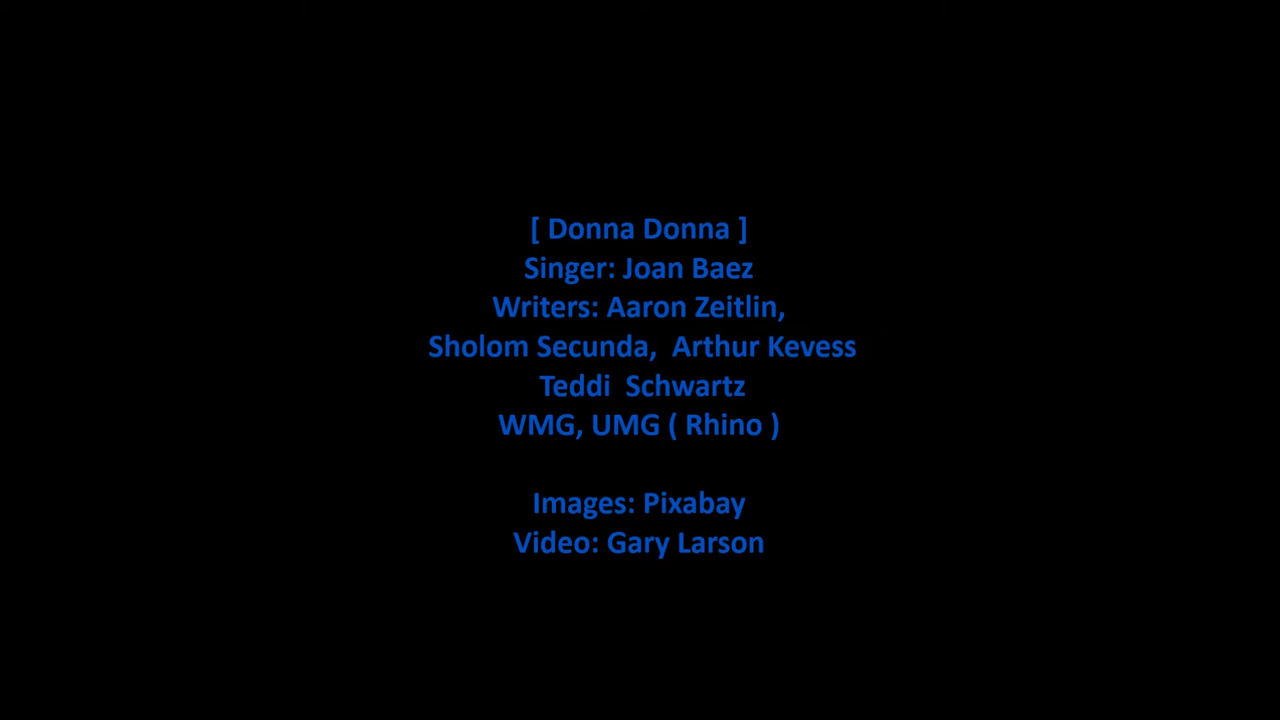 [ Donna Donna ]
Singer: Joan Baez
Writers: Aaron Zeitlin,
Sholom Secunda,  Arthur Kevess
Teddi  Schwartz
WMG, UMG ( Rhino )
Images: Pixabay
Video: Gary Larson